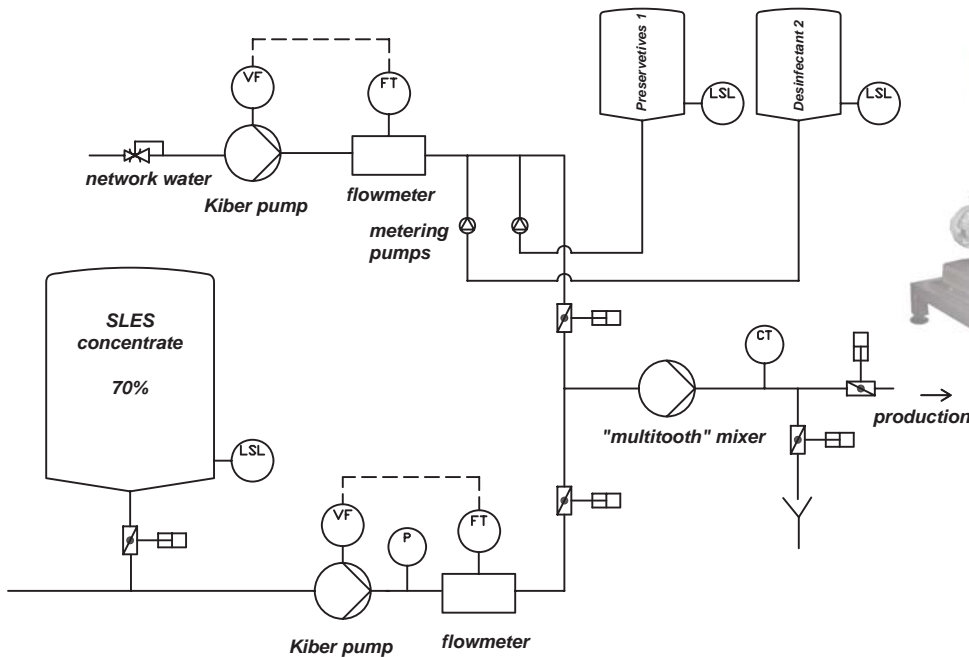 VF
FT
Preservetives 1
LSL
Desinfectant 2
LSL
network water
Kiber pump
flowmeter
metering
pumps
SLES
concentrate
70%
LSL
CT
production
"multitooth" mixer
VF
P
FT
Kiber pump
flowmeter